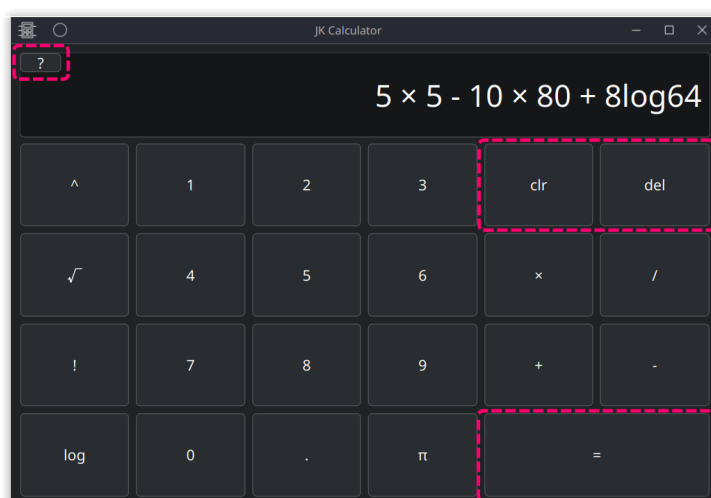 JK Calculator
?
5 × 5 - 10 × 80 + 8log64
^ 1 2 3 clr del
√ 4 5 6 × /
! 7 8 9 + -
log 0 . π =